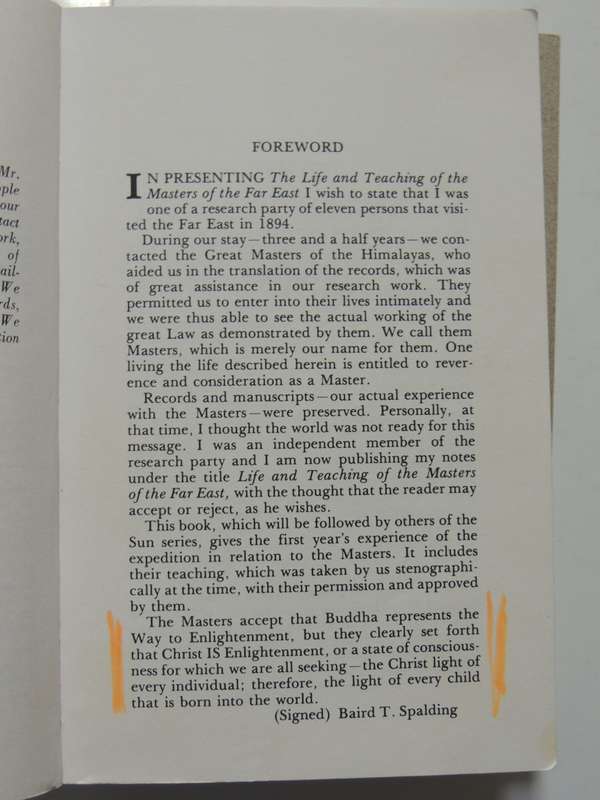 Mr.
ple
our
tact
ork,
of
ail-
We
rds,
We
tion
FOREWORD
IN PRESENTING The Life and Teaching of the
Masters of the Far East I wish to state that I was
one of a research party of eleven persons that visi-
ted the Far East in 1894.
During our stay—three and a half years—we con-
tacted the Great Masters of the Himalayas, who
aided us in the translation of the records, which was
of great assistance in our research work. They
permitted us to enter into their lives intimately and
we were thus able to see the actual working of the
great Law as demonstrated by them. We call them
Masters, which is merely our name for them. One
living the life described herein is entitled to rever-
ence and consideration as a Master.
Records and manuscripts—our actual experience
with the Masters—were preserved. Personally, at
that time, I thought the world was not ready for this
message. I was an independent member of the
research party and I am now publishing my notes
under the title Life and Teaching of the Masters
of the Far East, with the thought that the reader may
accept or reject, as he wishes.
This book, which will be followed by others of the
Sun series, gives the first year's experience of the
expedition in relation to the Masters. It includes
their teaching, which was taken by us stenographi-
cally at the time, with their permission and approved
by them.
The Masters accept that Buddha represents the
Way to Enlightenment, but they clearly set forth
that Christ IS Enlightenment, or a state of conscious-
ness for which we are all seeking—the Christ light of
every individual; therefore, the light of every child
that is born into the world.
(Signed) Baird T. Spalding